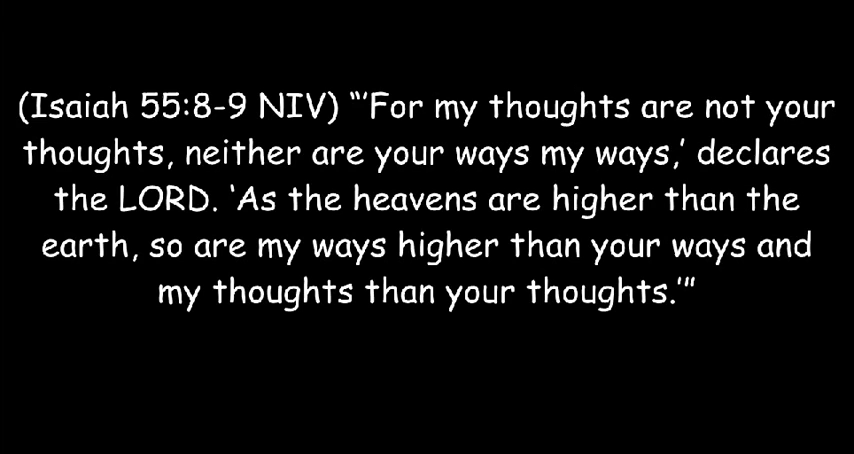 (Isaiah 55:8-9 NIV) “‘For my thoughts are not your
thoughts, neither are your ways my ways,’ declares
the LORD. ‘As the heavens are higher than the
earth, so are my ways higher than your ways and
my thoughts than your thoughts.’”